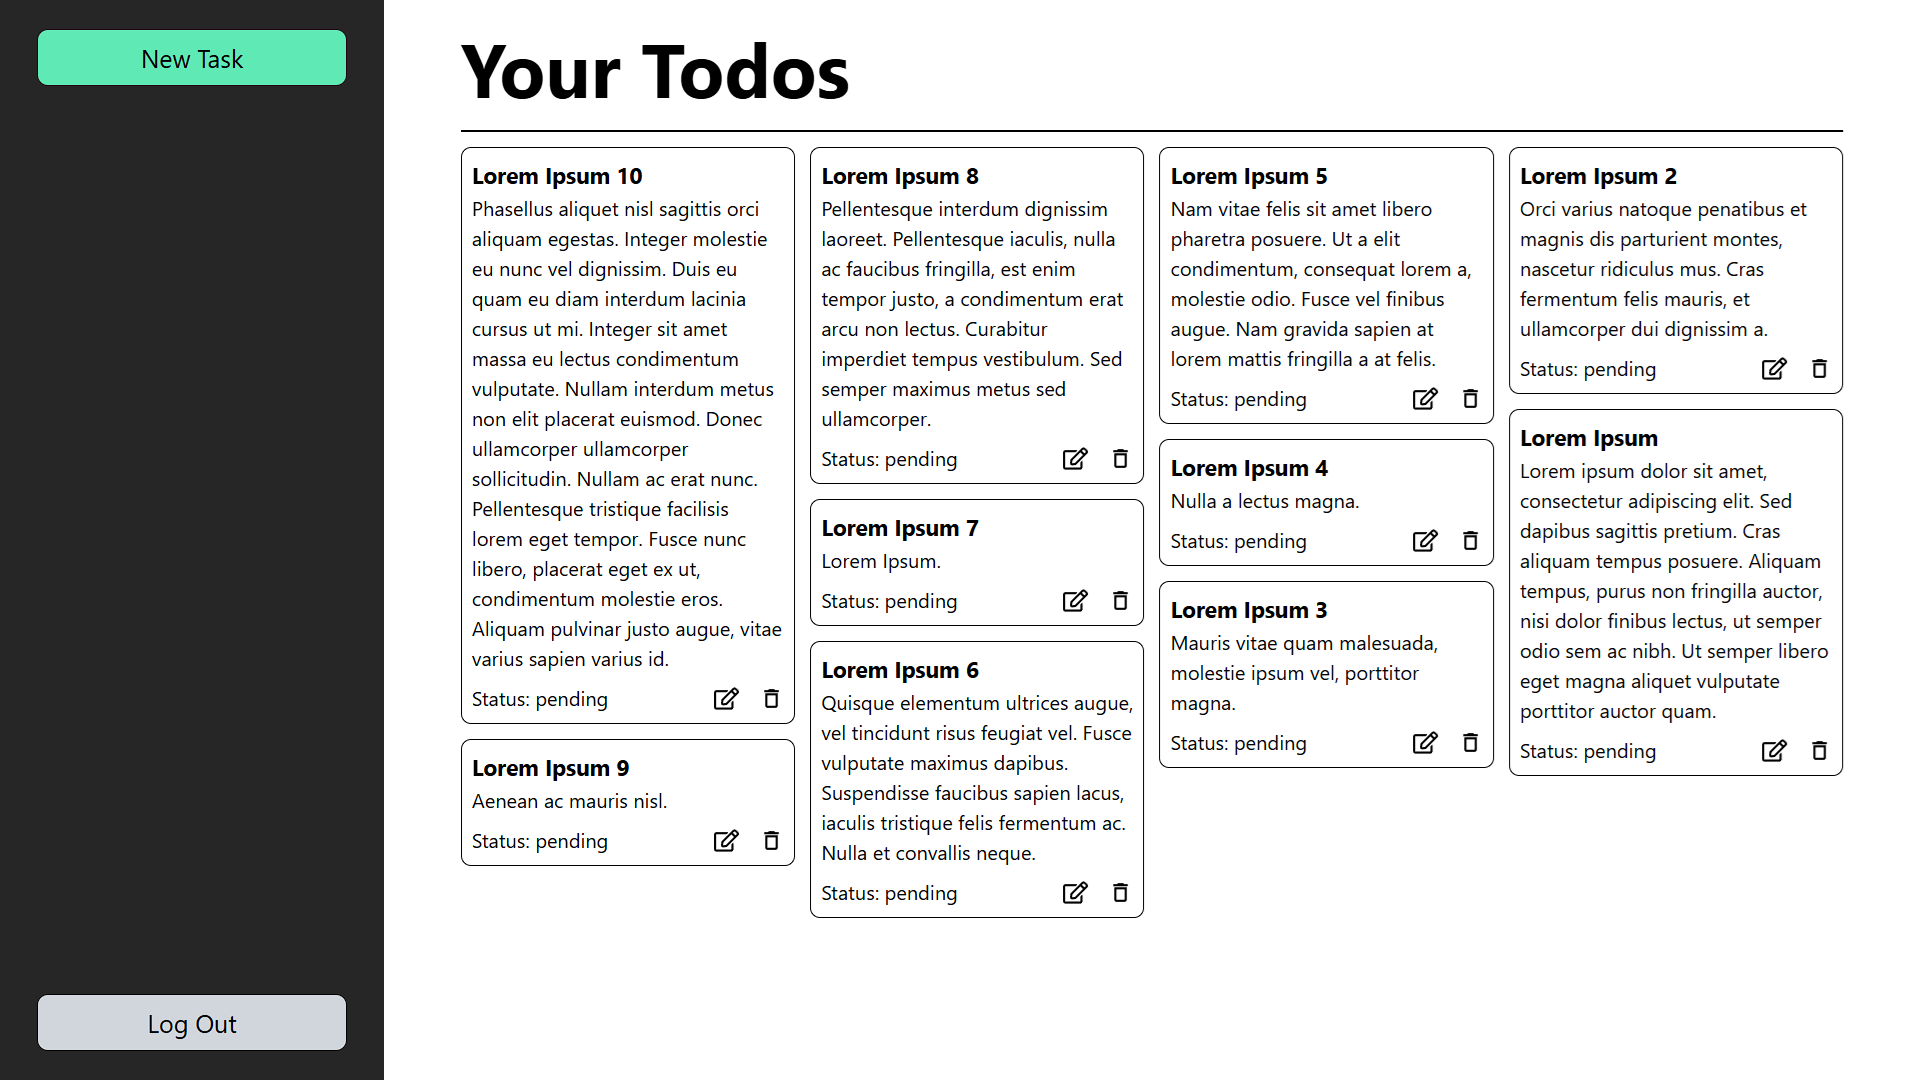 New Task
Log Out
Your Todos
Lorem Ipsum 10
Phasellus aliquet nisl sagittis orci
aliquam egestas. Integer molestie
eu nunc vel dignissim. Duis eu
quam eu diam interdum lacinia
cursus ut mi. Integer sit amet
massa eu lectus condimentum
vulputate. Nullam interdum metus
non elit placerat euismod. Donec
ullamcorper ullamcorper
sollicitudin. Nullam ac erat nunc.
Pellentesque tristique facilisis
lorem eget tempor. Fusce nunc
libero, placerat eget ex ut,
condimentum molestie eros.
Aliquam pulvinar justo augue, vitae
varius sapien varius id.
Status: pending
Lorem Ipsum 9
Aenean ac mauris nisl.
Status: pending
Lorem Ipsum 8
Pellentesque interdum dignissim
laoreet. Pellentesque iaculis, nulla
ac faucibus fringilla, est enim
tempor justo, a condimentum erat
arcu non lectus. Curabitur
imperdiet tempus vestibulum. Sed
semper maximus metus sed
ullamcorper.
Status: pending
Lorem Ipsum 7
Lorem Ipsum.
Status: pending
Lorem Ipsum 6
Quisque elementum ultrices augue,
vel tincidunt risus feugiat vel. Fusce
vulputate maximus dapibus.
Suspendisse faucibus sapien lacus,
iaculis tristique felis fermentum ac.
Nulla et convallis neque.
Status: pending
Lorem Ipsum 5
Nam vitae felis sit amet libero
pharetra posuere. Ut a elit
condimentum, consequat lorem a,
molestie odio. Fusce vel finibus
augue. Nam gravida sapien at
lorem mattis fringilla a at felis.
Status: pending
Lorem Ipsum 4
Nulla a lectus magna.
Status: pending
Lorem Ipsum 3
Mauris vitae quam malesuada,
molestie ipsum vel, porttitor
magna.
Status: pending
Lorem Ipsum 2
Orci varius natoque penatibus et
magnis dis parturient montes,
nascetur ridiculus mus. Cras
fermentum felis mauris, et
ullamcorper dui dignissim a.
Status: pending
Lorem Ipsum
Lorem ipsum dolor sit amet,
consectetur adipiscing elit. Sed
dapibus sagittis pretium. Cras
aliquam tempus posuere. Aliquam
tempus, purus non fringilla auctor,
nisi dolor finibus lectus, ut semper
odio sem ac nibh. Ut semper libero
eget magna aliquet vulputate
porttitor auctor quam.
Status: pending